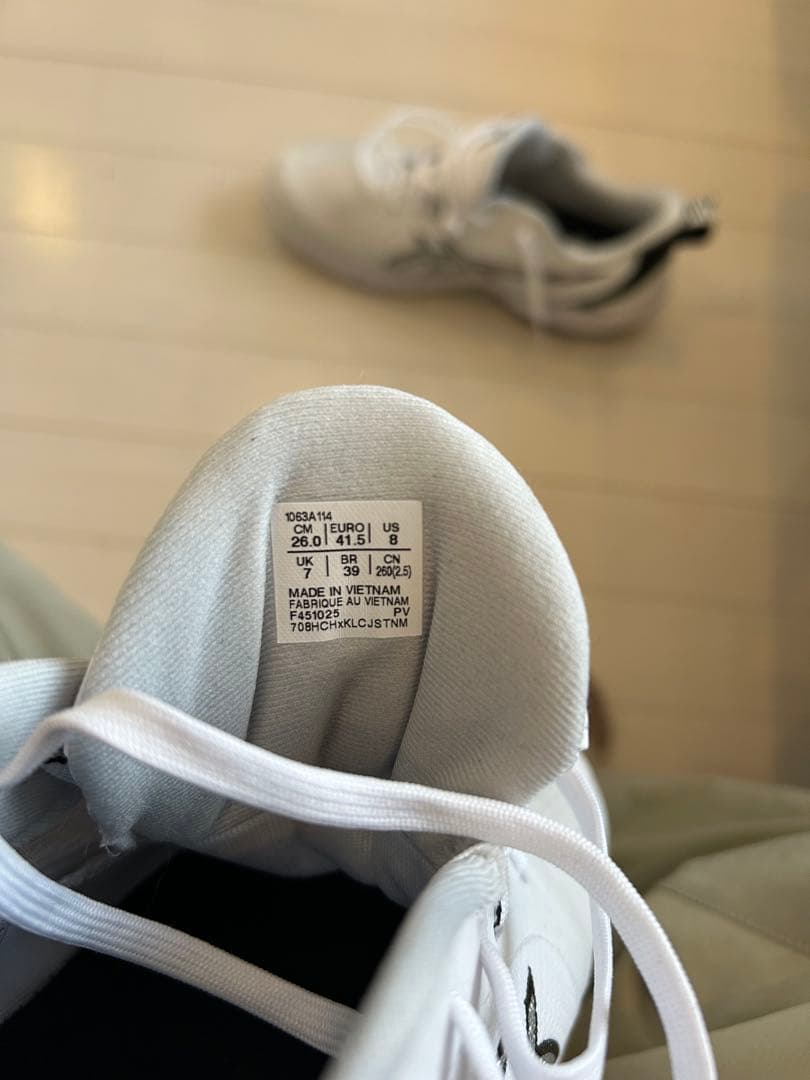 1063A114
CM | EURO | US
26.0 | 41.5 | 8
UK | BR | CN
7 | 39 | 260(2.5)
MADE IN VIETNAM
FABRIQUE AU VIETNAM
F451025 PV
708HCHxKLCJSTNM